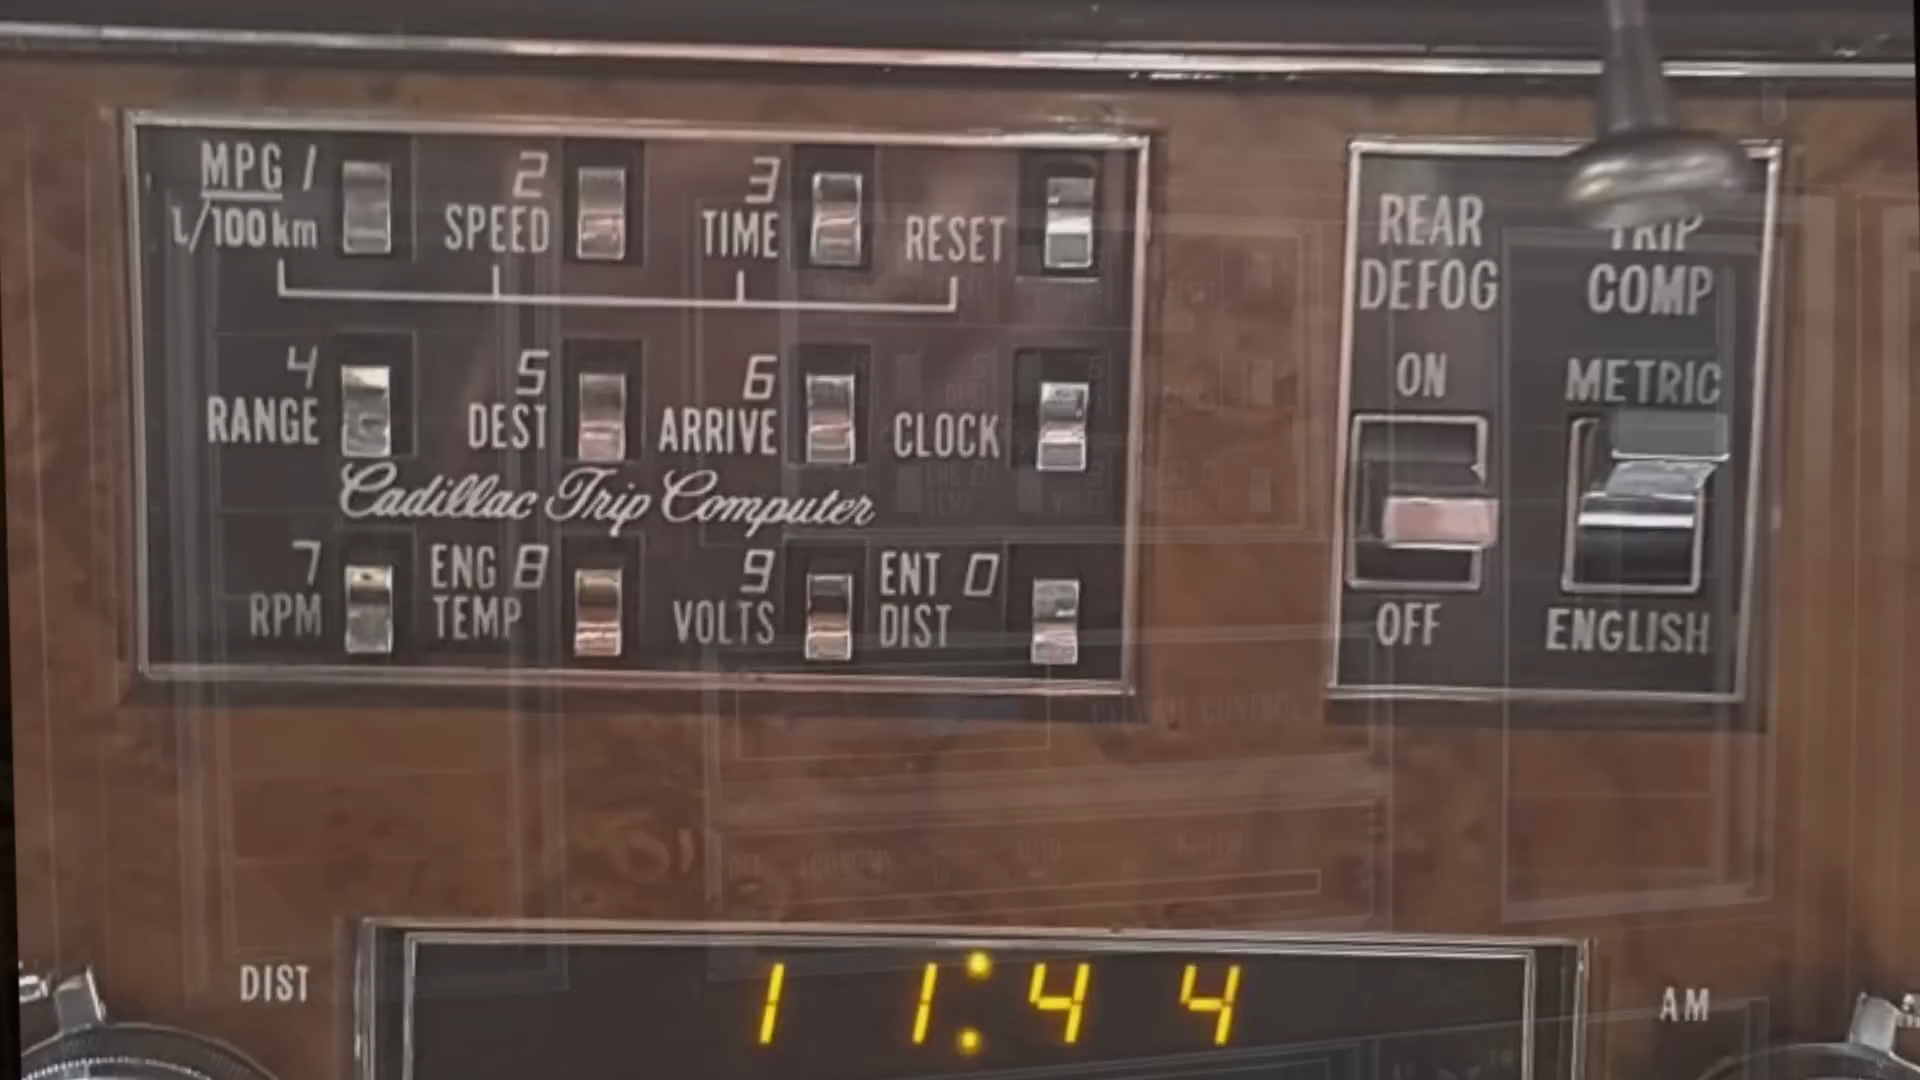 MPG 1 2 3
l/100 km SPEED TIME RESET
4 5 6
RANGE DEST ARRIVE CLOCK
Cadillac Trip Computer
7 ENG 8 9 ENT 0
RPM TEMP VOLTS DIST
REAR
DEFOG
ON
OFF
TRIP
COMP
METRIC
ENGLISH
DIST
11:44
AM